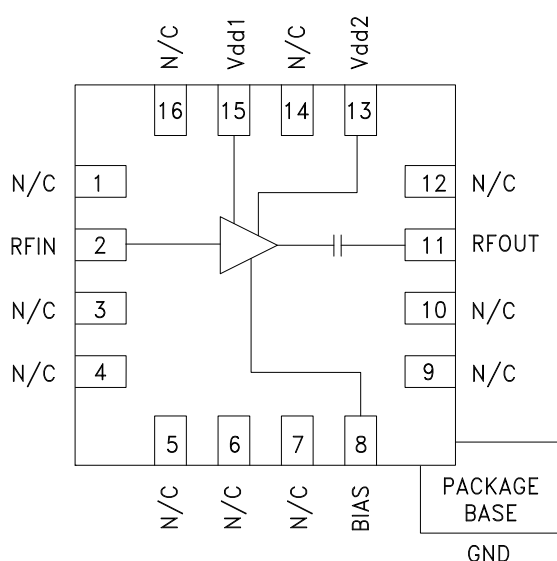 N/C
Vdd1
N/C
Vdd2
16
15
14
13
N/C 1
12 N/C
RFIN 2
11 RFOUT
N/C 3
10 N/C
N/C 4
9 N/C
5
6
7
8
N/C
N/C
N/C
BIAS
PACKAGE
BASE
GND